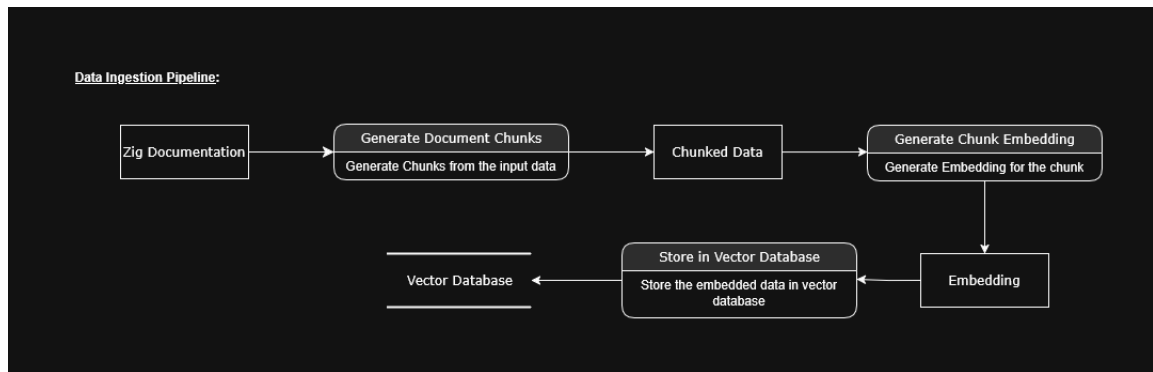 Data Ingestion Pipeline:
Zig Documentation
Generate Document Chunks
Generate Chunks from the input data
Chunked Data
Generate Chunk Embedding
Generate Embedding for the chunk
Embedding
Store in Vector Database
Store the embedded data in vector
database
Vector Database